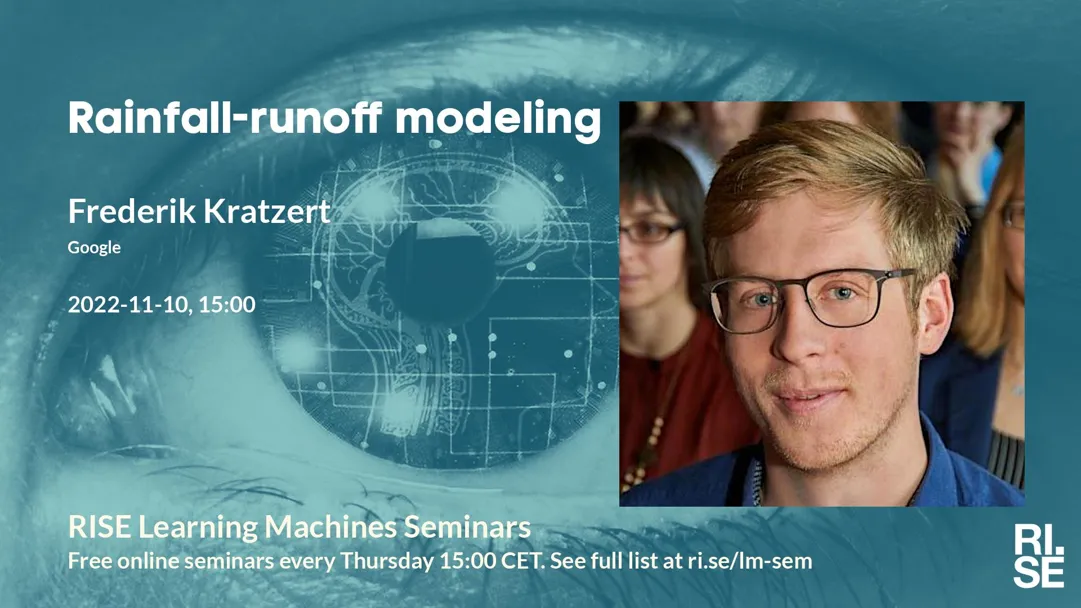 Rainfall-runoff modeling
Frederik Kratzert
Google
2022-11-10, 15:00
RISE Learning Machines Seminars
Free online seminars every Thursday 15:00 CET. See full list at ri.se/lm-sem
RI.
SE